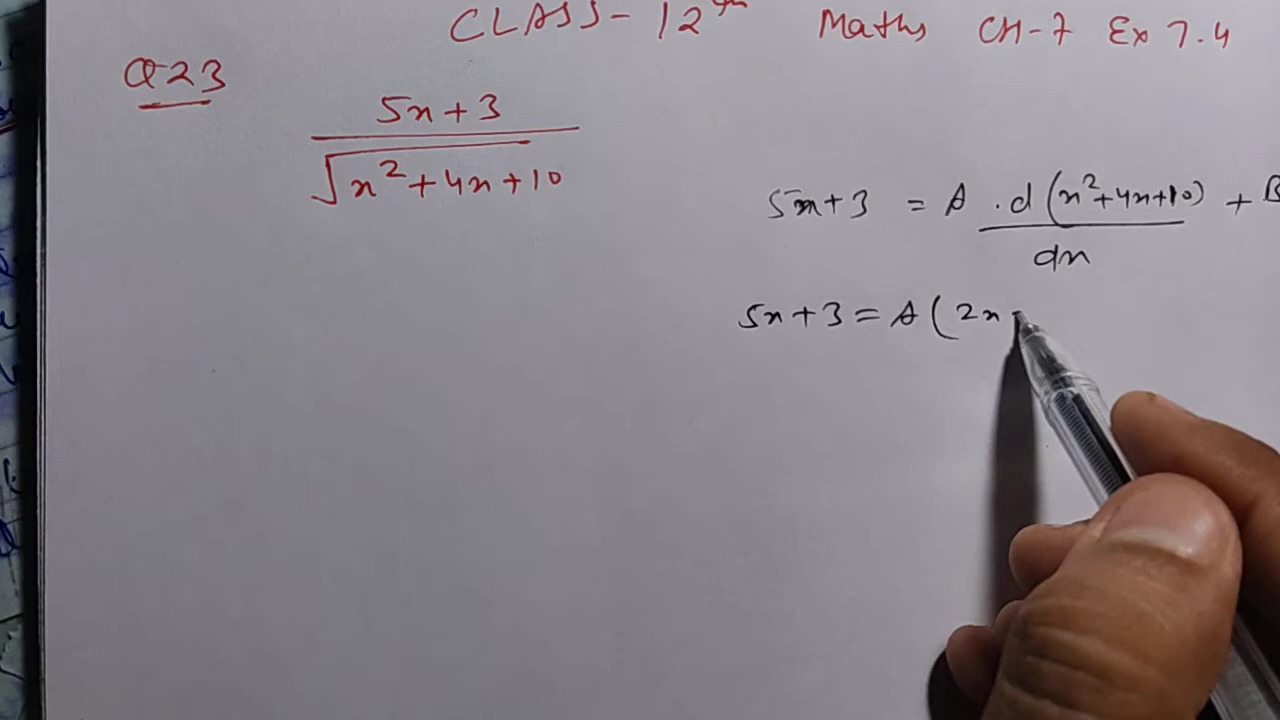 CLASS-12th Maths CH-7 Ex 7.4
Q23
5x+3
√x²+4x+10
5x+3 = A . d(x²+4x+10) + B
dx
5x+3 = A(2x